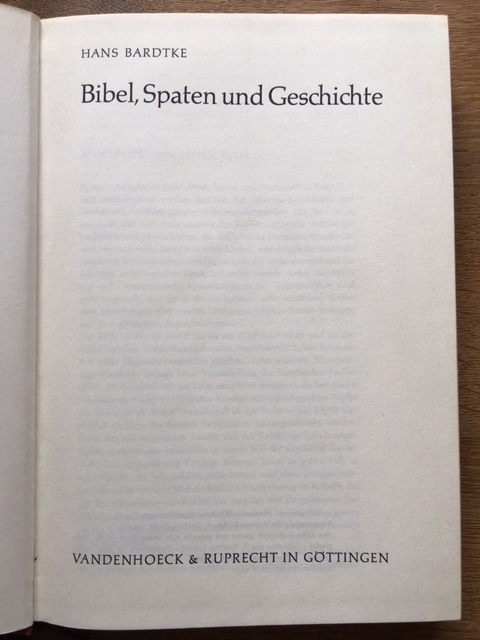 HANS BARDTKE
Bibel, Spaten und Geschichte
VANDENHOECK & RUPRECHT IN GÖTTINGEN